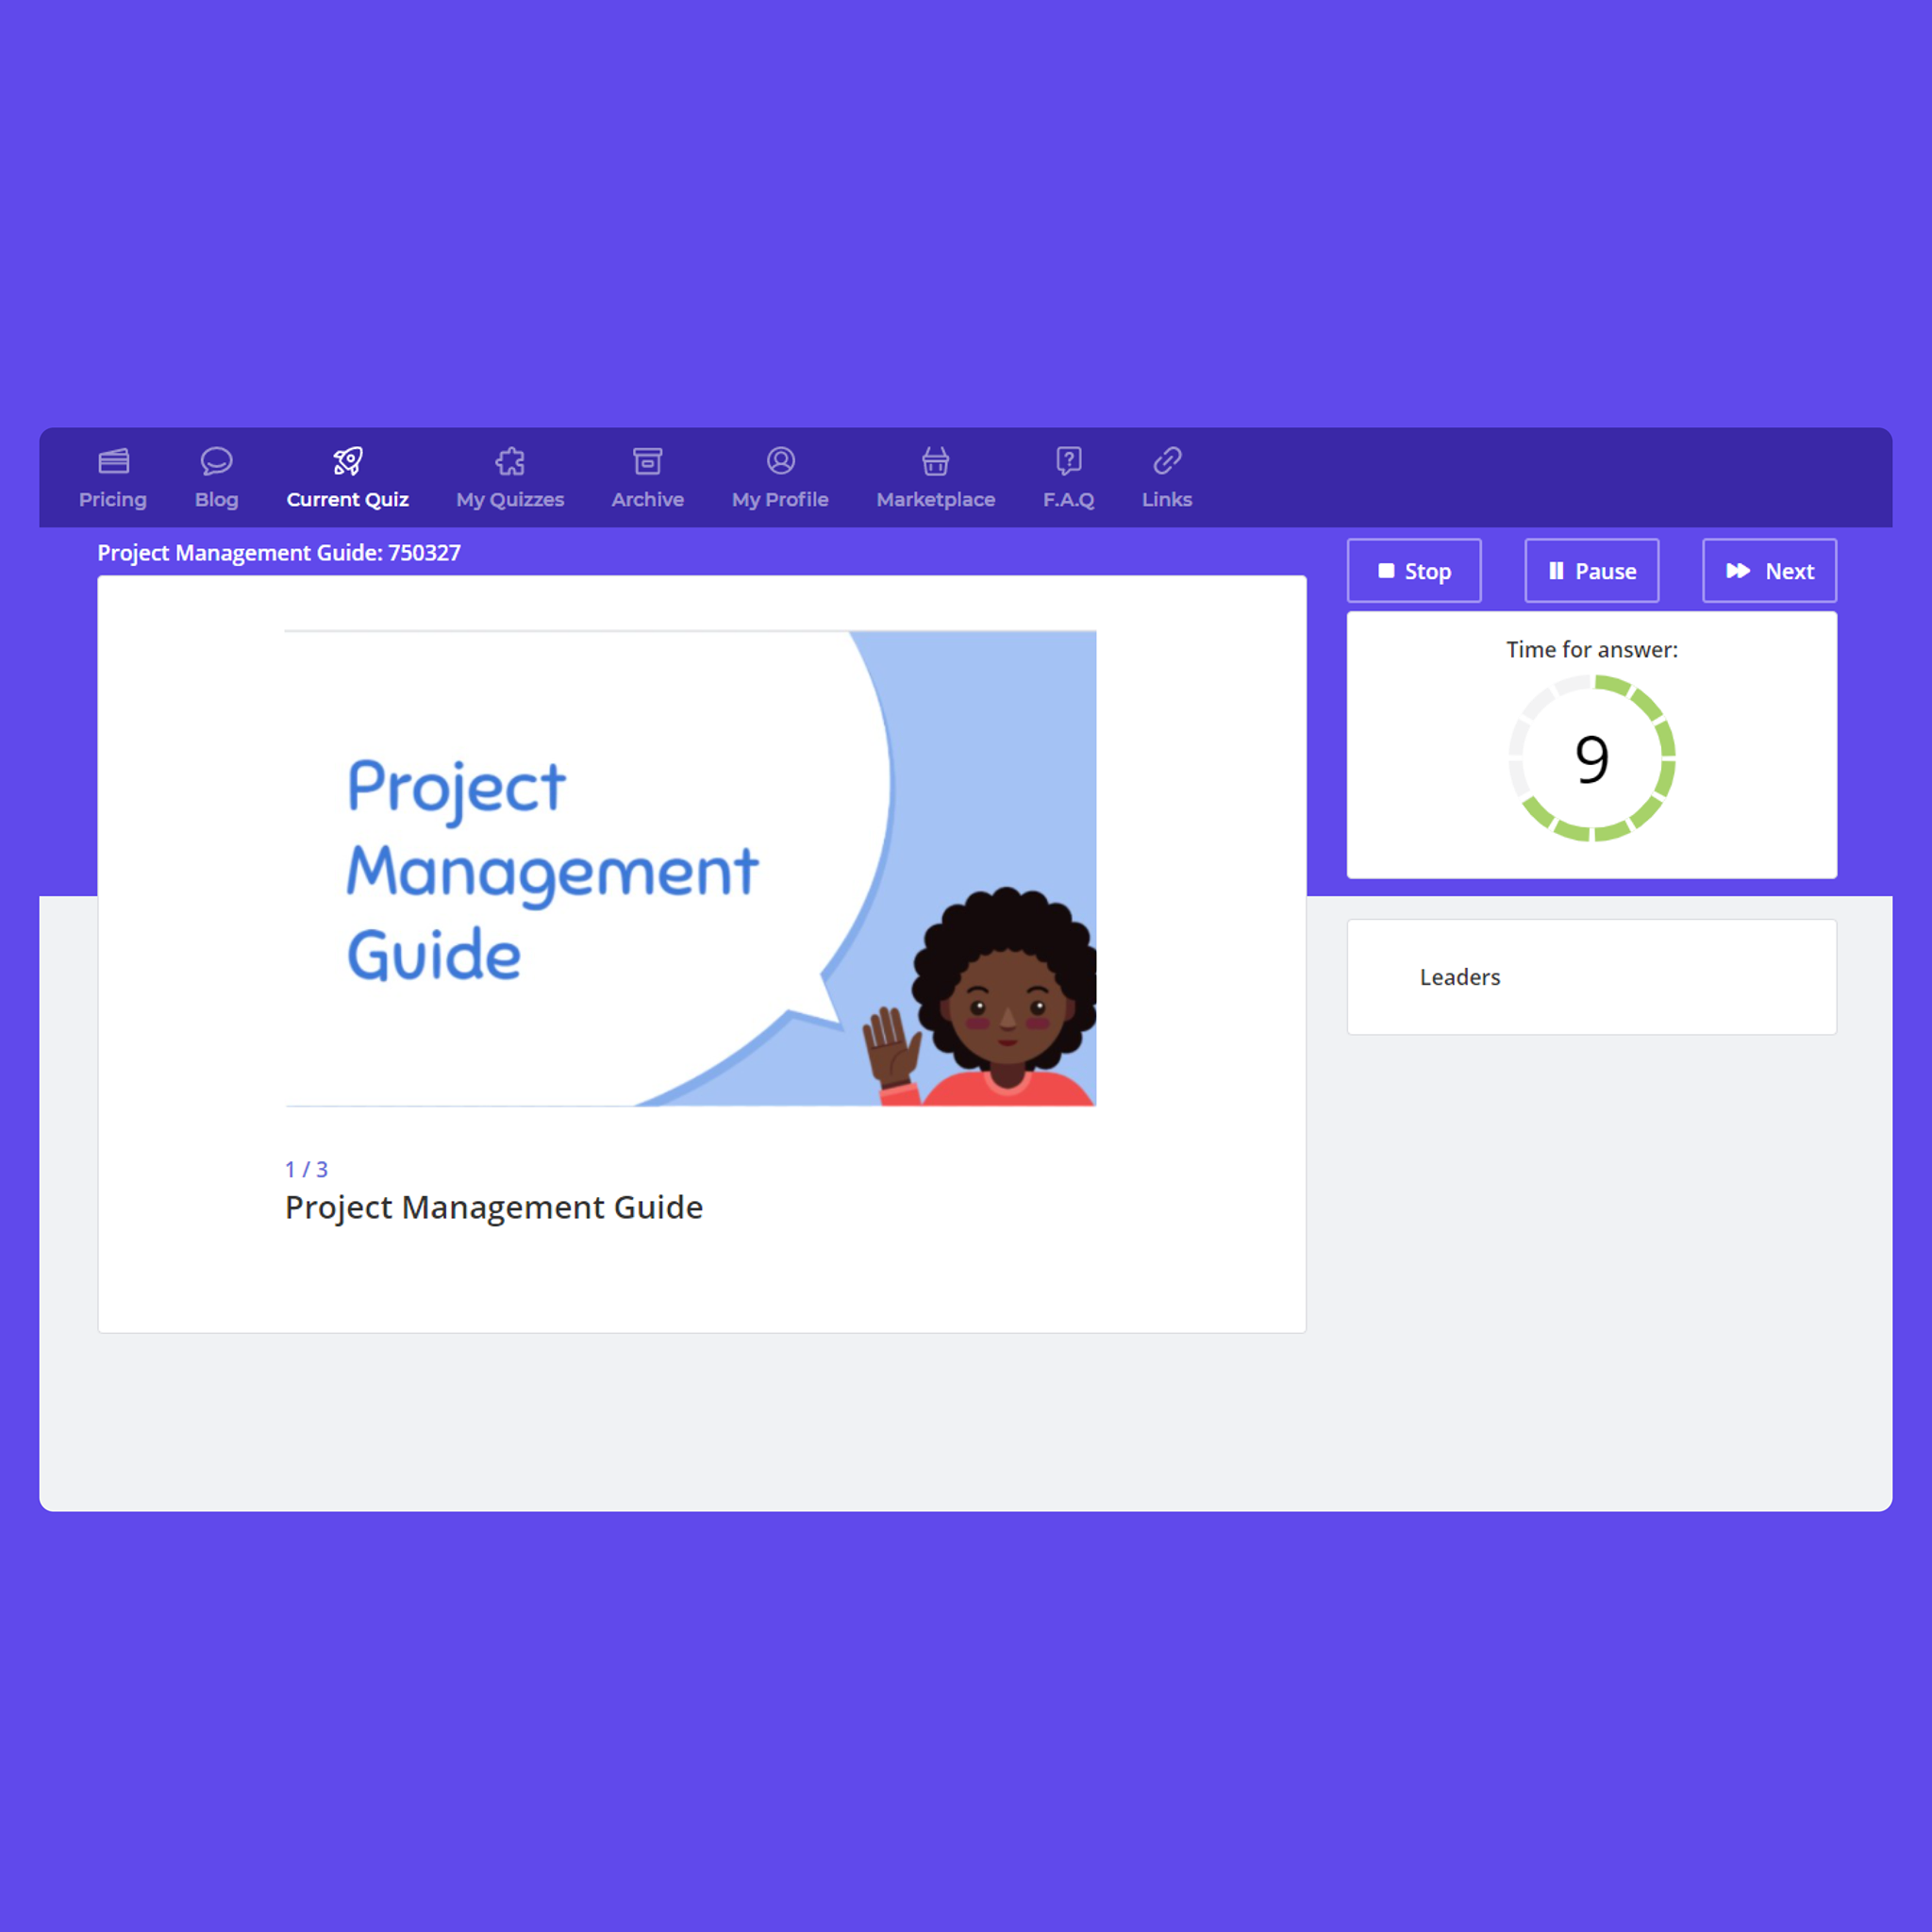 Pricing
Blog
Current Quiz
My Quizzes
Archive
My Profile
Marketplace
F.A.Q
Links
Project Management Guide: 750327
Stop
Pause
Next
Time for answer:
9
Project
Management
Guide
Leaders
1 / 3
Project Management Guide